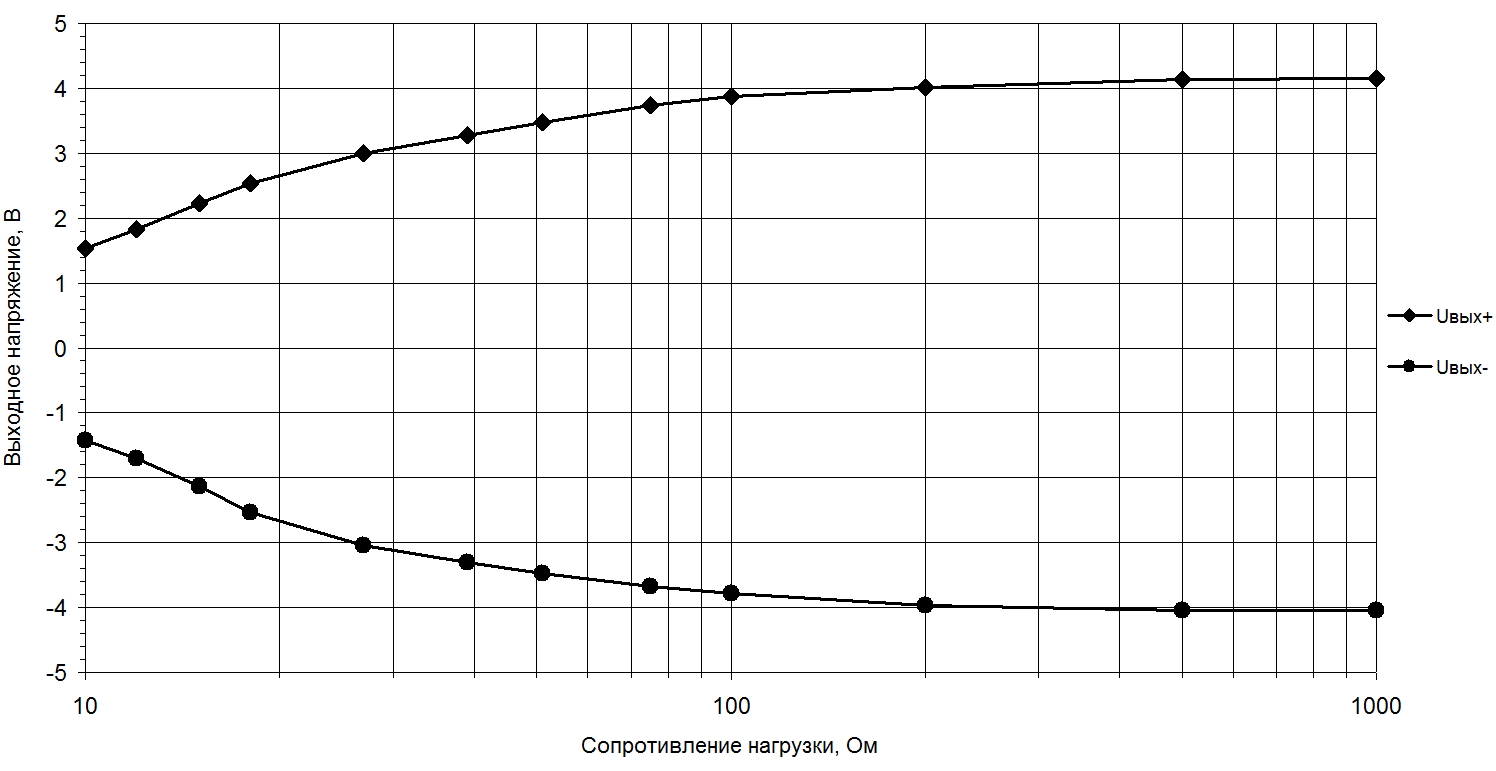 5
4
3
2
1
0
-1
-2
-3
-4
-5
Выходное напряжение, В
10 100 1000
Сопротивление нагрузки, Ом
Uвых+
Uвых-